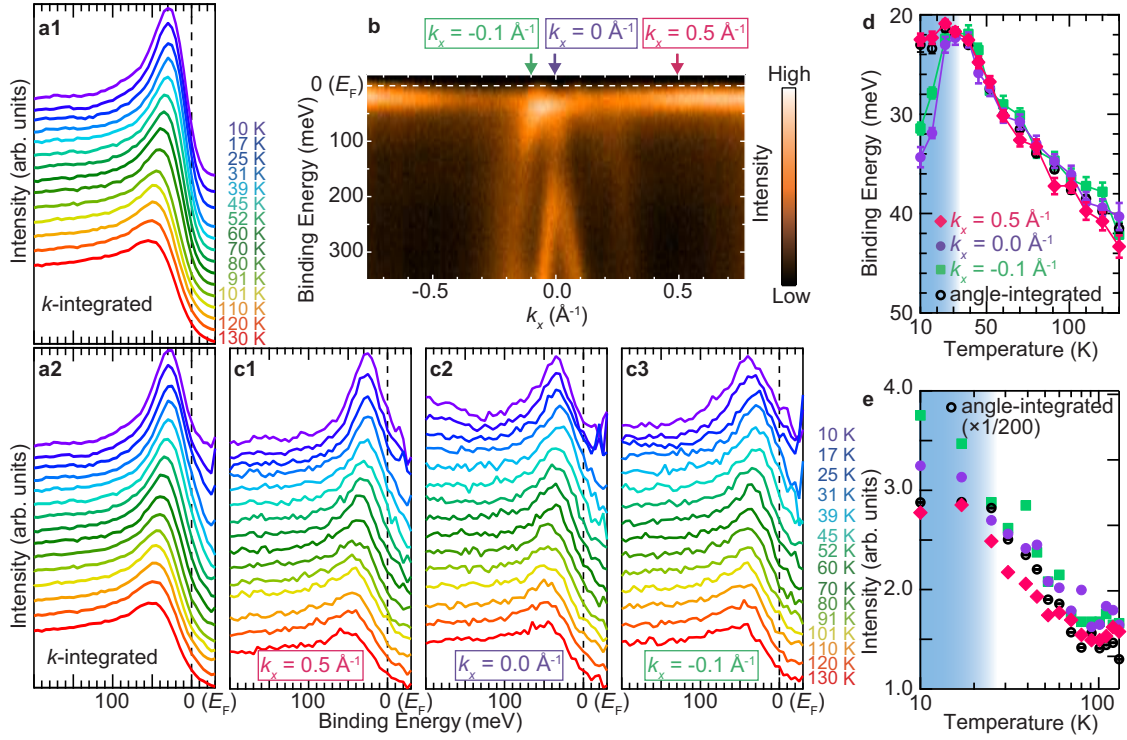 a1
Intensity (arb. units)
k-integrated
10 K
17 K
25 K
31 K
39 K
45 K
52 K
60 K
70 K
80 K
91 K
101 K
110 K
120 K
130 K
b
kx = -0.1 Å-1
kx = 0 Å-1
kx = 0.5 Å-1
0 (EF)
100
200
300
Binding Energy (meV)
-0.5
0.0
0.5
kx (Å-1)
High
Intensity
Low
d
20
30
40
50
Binding Energy (meV)
kx = 0.5 Å-1
kx = 0.0 Å-1
kx = -0.1 Å-1
angle-integrated
10
50
100
Temperature (K)
a2
Intensity (arb. units)
k-integrated
100
0 (EF)
c1
kx = 0.5 Å-1
100
0 (EF)
c2
kx = 0.0 Å-1
100
0 (EF)
c3
kx = -0.1 Å-1
100
0 (EF)
Binding Energy (meV)
10 K
17 K
25 K
31 K
39 K
45 K
52 K
60 K
70 K
80 K
91 K
101 K
110 K
120 K
130 K
e
4.0
3.0
2.0
1.0
Intensity (arb. units)
angle-integrated
(×1/200)
10
100
Temperature (K)